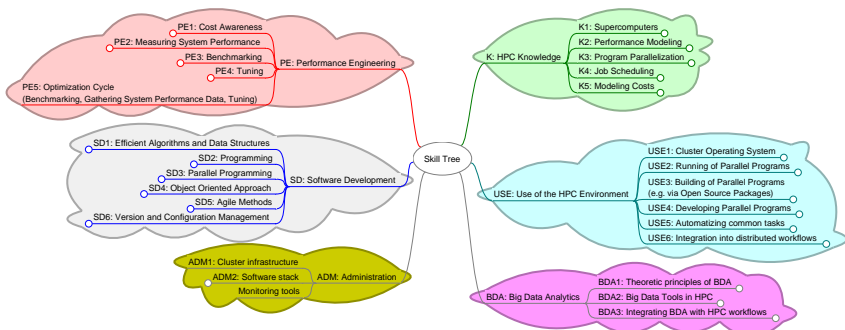 PE1: Cost Awareness
PE2: Measuring System Performance
PE3: Benchmarking
PE4: Tuning
PE5: Optimization Cycle
(Benchmarking, Gathering System Performance Data, Tuning)
PE: Performance Engineering
SD1: Efficient Algorithms and Data Structures
SD2: Programming
SD3: Parallel Programming
SD4: Object Oriented Approach
SD5: Agile Methods
SD6: Version and Configuration Management
SD: Software Development
ADM1: Cluster infrastructure
ADM2: Software stack
Monitoring tools
ADM: Administration
Skill Tree
K: HPC Knowledge
K1: Supercomputers
K2: Performance Modeling
K3: Program Parallelization
K4: Job Scheduling
K5: Modeling Costs
USE: Use of the HPC Environment
USE1: Cluster Operating System
USE2: Running of Parallel Programs
USE3: Building of Parallel Programs
(e.g. via Open Source Packages)
USE4: Developing Parallel Programs
USE5: Automatizing common tasks
USE6: Integration into distributed workflows
BDA: Big Data Analytics
BDA1: Theoretic principles of BDA
BDA2: Big Data Tools in HPC
BDA3: Integrating BDA with HPC workflows